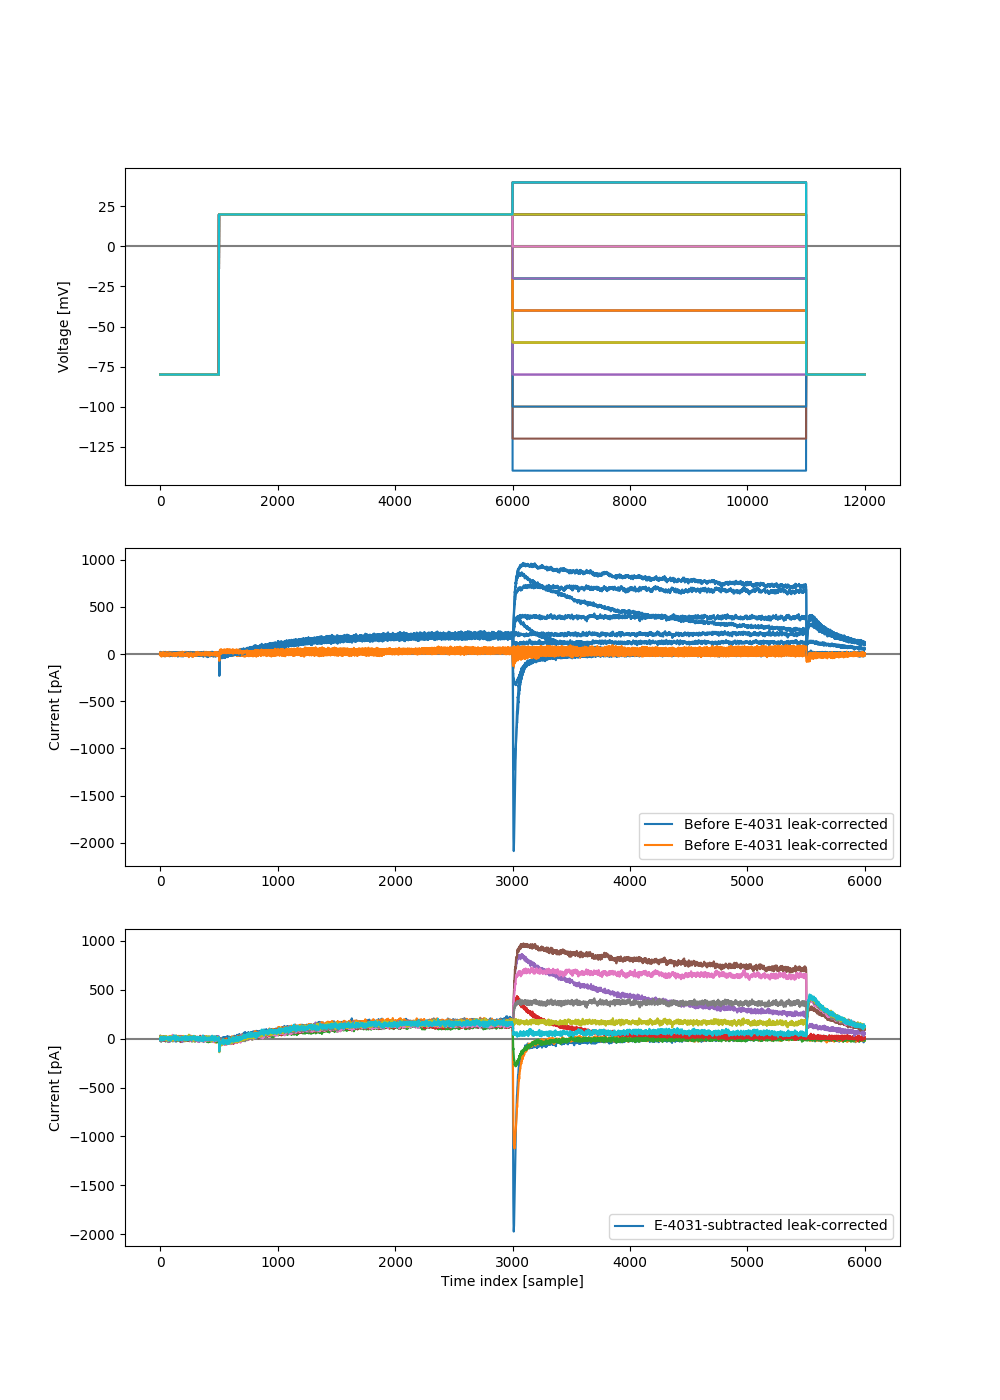 25
0
−25
−50
−75
−100
−125
Voltage [mV]
0 2000 4000 6000 8000 10000 12000
1000
500
0
−500
−1000
−1500
−2000
Current [pA]
Before E-4031 leak-corrected
Before E-4031 leak-corrected
0 1000 2000 3000 4000 5000 6000
1000
500
0
−500
−1000
−1500
−2000
Current [pA]
E-4031-subtracted leak-corrected
0 1000 2000 3000 4000 5000 6000
Time index [sample]